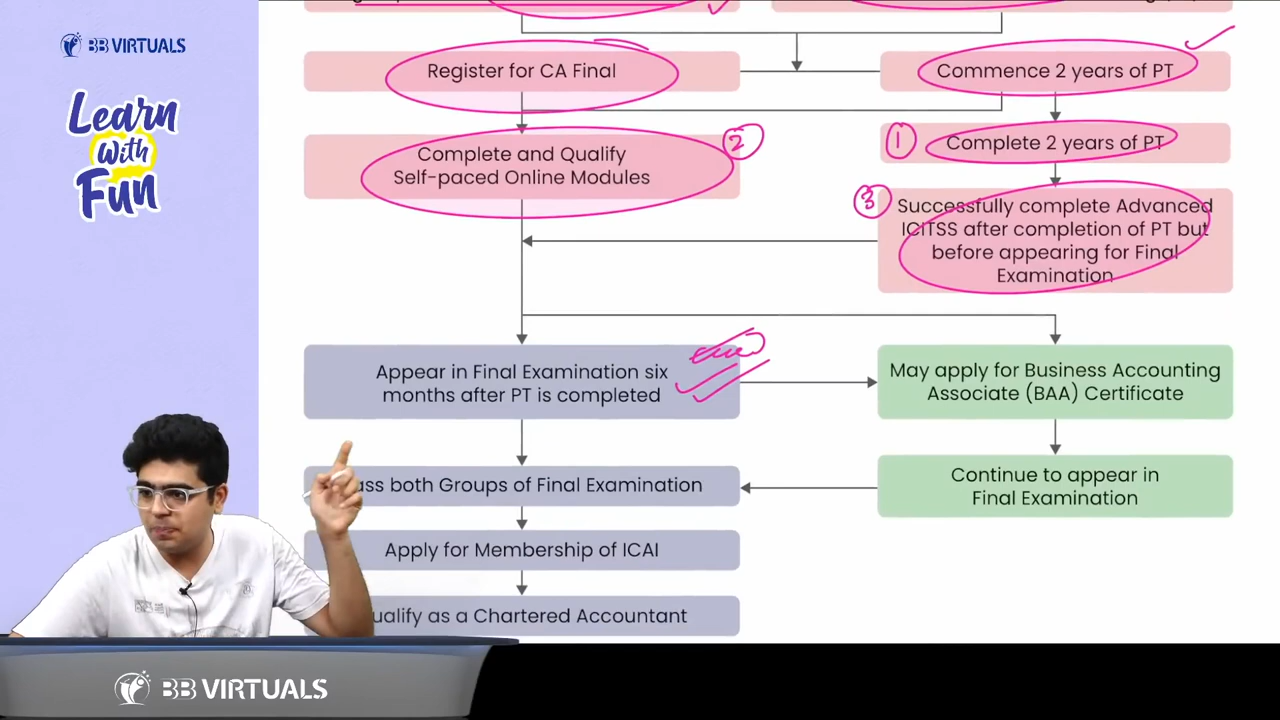 BB VIRTUALS
Learn
With
Fun
Register for CA Final
Commence 2 years of PT
Complete and Qualify
Self-paced Online Modules
2
1
Complete 2 years of PT
3
Successfully complete Advanced
ICITSS after completion of PT but
before appearing for Final
Examination
Appear in Final Examination six
months after PT is completed
May apply for Business Accounting
Associate (BAA) Certificate
ass both Groups of Final Examination
Continue to appear in
Final Examination
Apply for Membership of ICAI
ualify as a Chartered Accountant
BB VIRTUALS